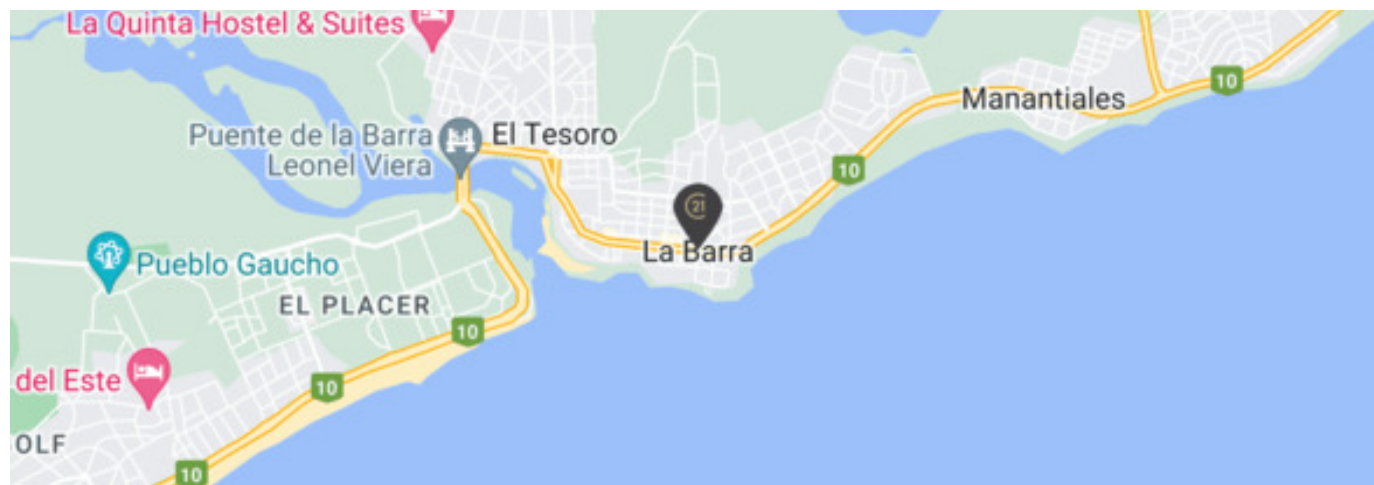 La Quinta Hostel & Suites
10
Manantiales
Puente de la Barra
Leonel Viera
El Tesoro
10
21
La Barra
Pueblo Gaucho
EL PLACER
10
del Este
10
OLF
10